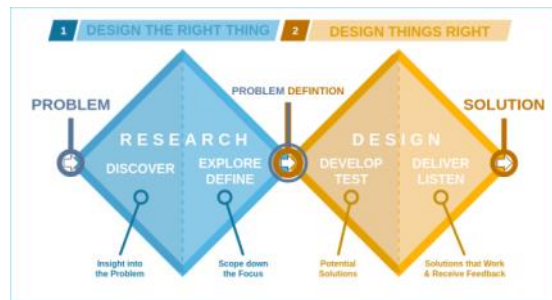 1 DESIGN THE RIGHT THING 2 DESIGN THINGS RIGHT
PROBLEM
PROBLEM DEFINTION
SOLUTION
RESEARCH
DISCOVER
EXPLORE
DEFINE
DESIGN
DEVELOP
TEST
DELIVER
LISTEN
Insight into
the Problem
Scope down
the Focus
Potential
Solutions
Solutions that Work
& Receive Feedback